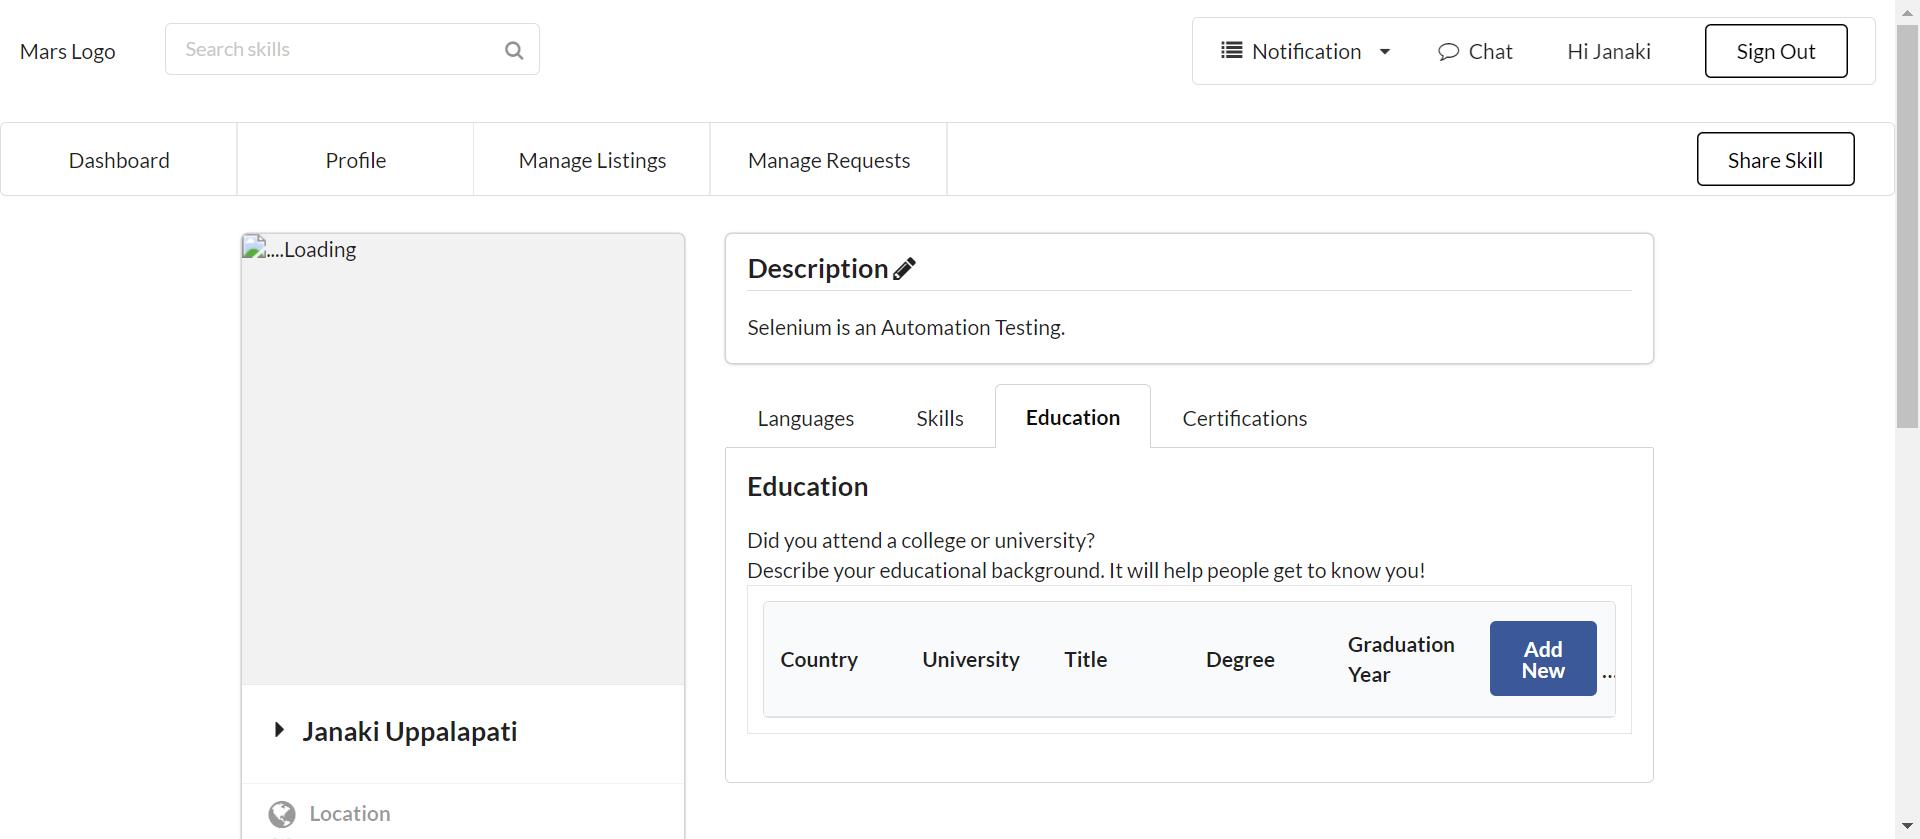 Mars Logo
Search skills
Notification
Chat
Hi Janaki
Sign Out
Dashboard
Profile
Manage Listings
Manage Requests
Share Skill
....Loading
Janaki Uppalapati
Location
Description
Selenium is an Automation Testing.
Languages
Skills
Education
Certifications
Education
Did you attend a college or university?
Describe your educational background. It will help people get to know you!
Country
University
Title
Degree
Graduation
Year
Add
New
...